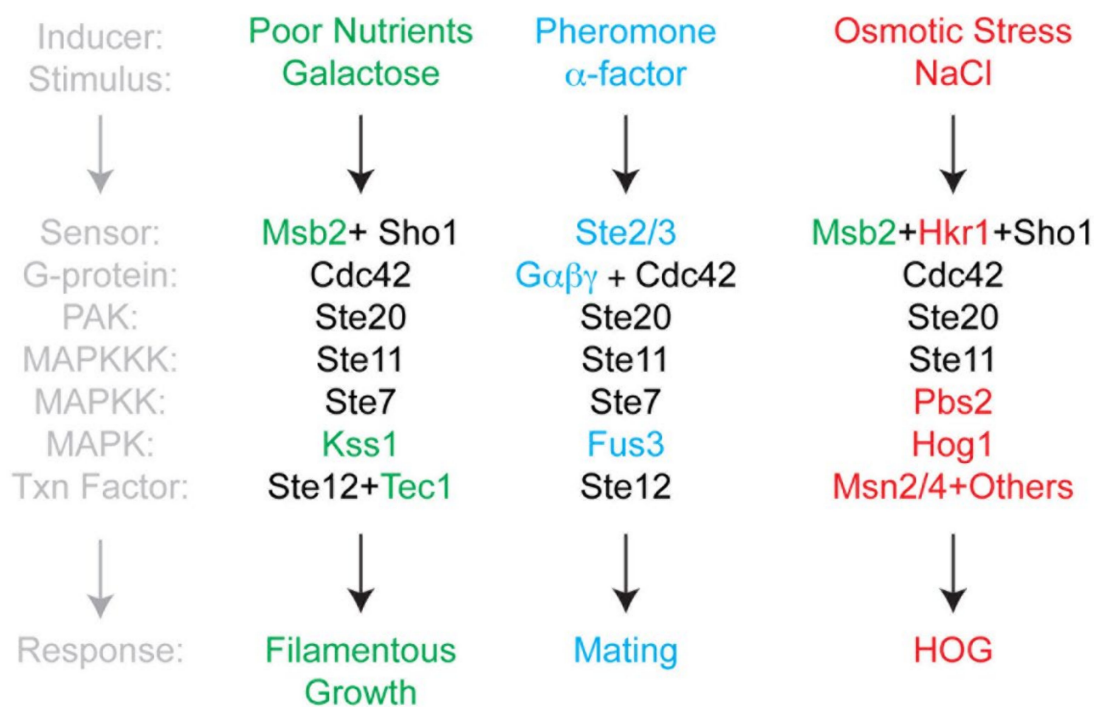 Inducer: Poor Nutrients Pheromone Osmotic Stress
Stimulus: Galactose α-factor NaCl
Sensor: Msb2+ Sho1 Ste2/3 Msb2+Hkr1+Sho1
G-protein: Cdc42 Gαβγ + Cdc42 Cdc42
PAK: Ste20 Ste20 Ste20
MAPKKK: Ste11 Ste11 Ste11
MAPKK: Ste7 Ste7 Pbs2
MAPK: Kss1 Fus3 Hog1
Txn Factor: Ste12+Tec1 Ste12 Msn2/4+Others
Response: Filamentous Mating HOG
Growth